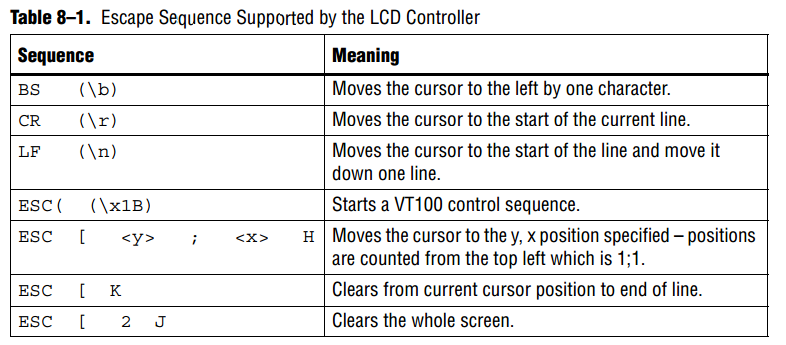 Table 8–1. Escape Sequence Supported by the LCD Controller
Sequence Meaning
BS (\b) Moves the cursor to the left by one character.
CR (\r) Moves the cursor to the start of the current line.
LF (\n) Moves the cursor to the start of the line and move it
down one line.
ESC( (\x1B) Starts a VT100 control sequence.
ESC [ <y> ; <x> H Moves the cursor to the y, x position specified – positions
are counted from the top left which is 1;1.
ESC [ K Clears from current cursor position to end of line.
ESC [ 2 J Clears the whole screen.